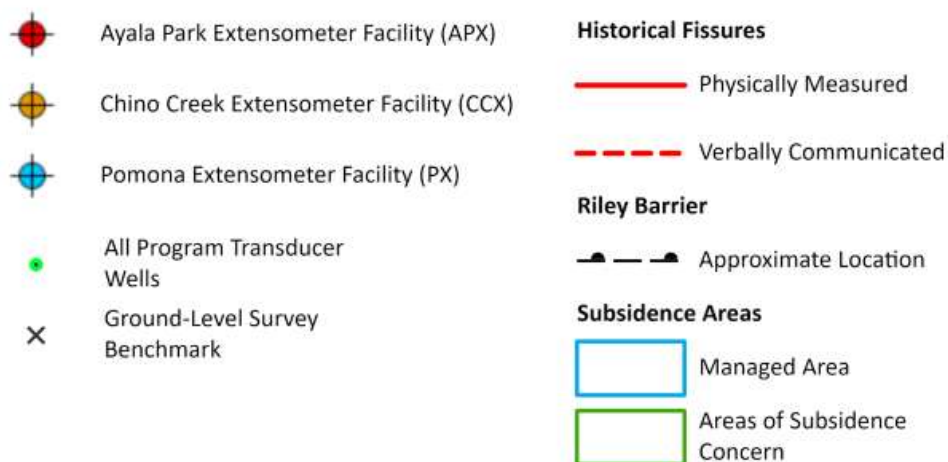 Ayala Park Extensometer Facility (APX)
Chino Creek Extensometer Facility (CCX)
Pomona Extensometer Facility (PX)
All Program Transducer
Wells
Ground-Level Survey
Benchmark
Historical Fissures
Physically Measured
Verbally Communicated
Riley Barrier
Approximate Location
Subsidence Areas
Managed Area
Areas of Subsidence
Concern